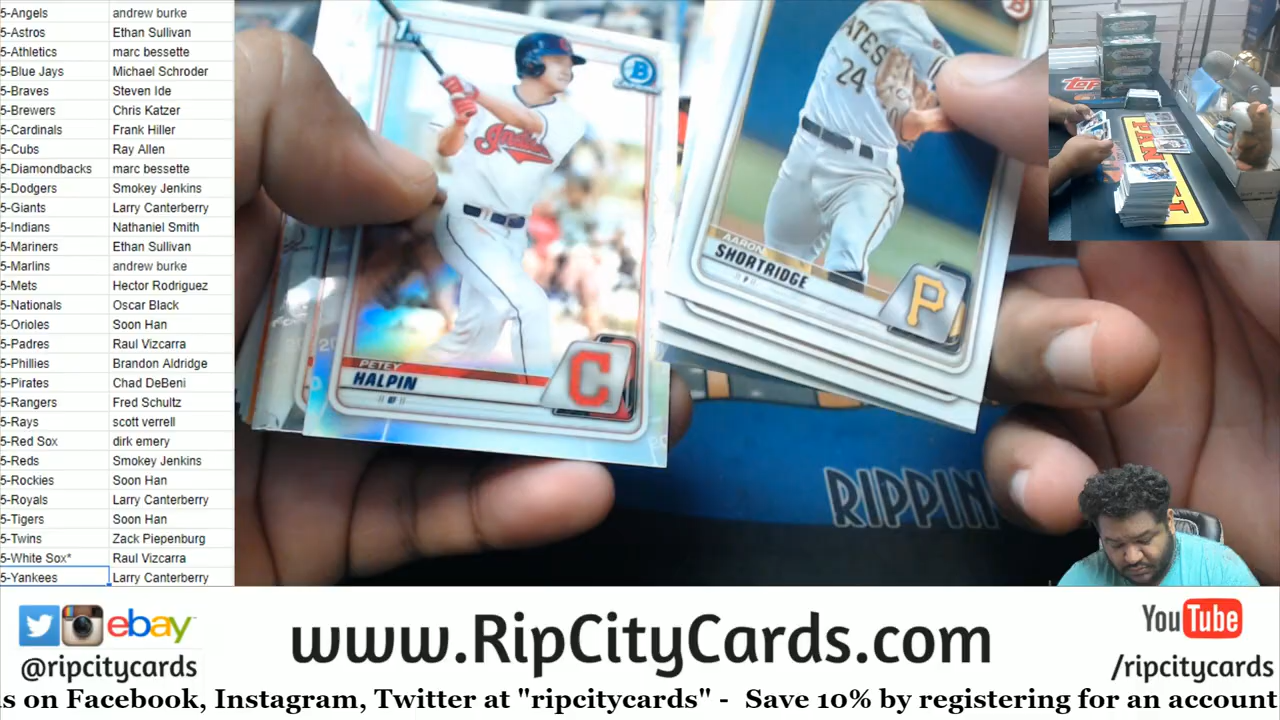 5-Angels andrew burke
5-Astros Ethan Sullivan
5-Athletics marc bessette
5-Blue Jays Michael Schroder
5-Braves Steven Ide
5-Brewers Chris Katzer
5-Cardinals Frank Hiller
5-Cubs Ray Allen
5-Diamondbacks marc bessette
5-Dodgers Smokey Jenkins
5-Giants Larry Canterberry
5-Indians Nathaniel Smith
5-Mariners Ethan Sullivan
5-Marlins andrew burke
5-Mets Hector Rodriguez
5-Nationals Oscar Black
5-Orioles Soon Han
5-Padres Raul Vizcarra
5-Phillies Brandon Aldridge
5-Pirates Chad DeBeni
5-Rangers Fred Schultz
5-Rays scott verrell
5-Red Sox dirk emery
5-Reds Smokey Jenkins
5-Rockies Soon Han
5-Royals Larry Canterberry
5-Tigers Soon Han
5-Twins Zack Piepenburg
5-White Sox* Raul Vizcarra
5-Yankees Larry Canterberry
B
Indians
PETEY
HALPIN
OF
C
ATES
24
AARON
SHORTRIDGE
P
P
RIPPIN
Topps
PANINI
ebay
@ripcitycards
www.RipCityCards.com
YouTube
/ripcitycards
s on Facebook, Instagram, Twitter at "ripcitycards" - Save 10% by registering for an account